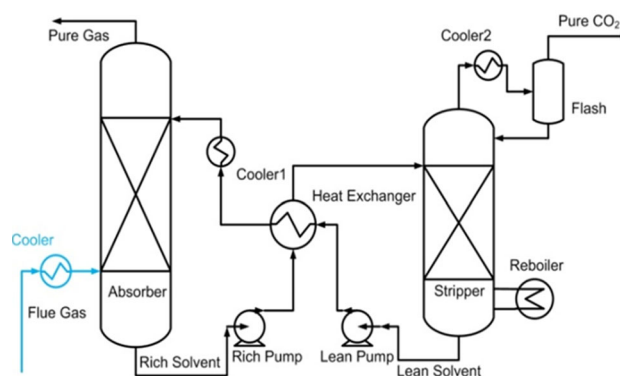 Pure Gas
Cooler2
Pure CO₂
Flash
Cooler1
Heat Exchanger
Cooler
Reboiler
Absorber
Stripper
Flue Gas
Rich Solvent
Rich Pump
Lean Pump
Lean Solvent